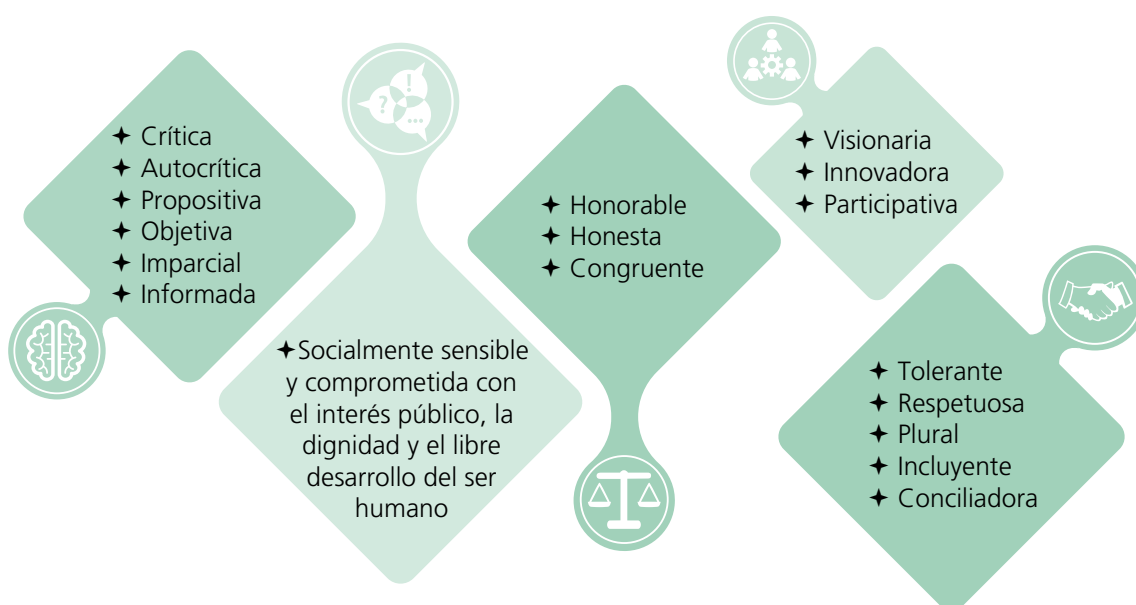 ✦ Crítica
✦ Autocrítica
✦ Propositiva
✦ Objetiva
✦ Imparcial
✦ Informada
! ? ...
✦Socialmente sensible
y comprometida con
el interés público, la
dignidad y el libre
desarrollo del ser
humano
✦ Honorable
✦ Honesta
✦ Congruente
✦ Visionaria
✦ Innovadora
✦ Participativa
✦ Tolerante
✦ Respetuosa
✦ Plural
✦ Incluyente
✦ Conciliadora